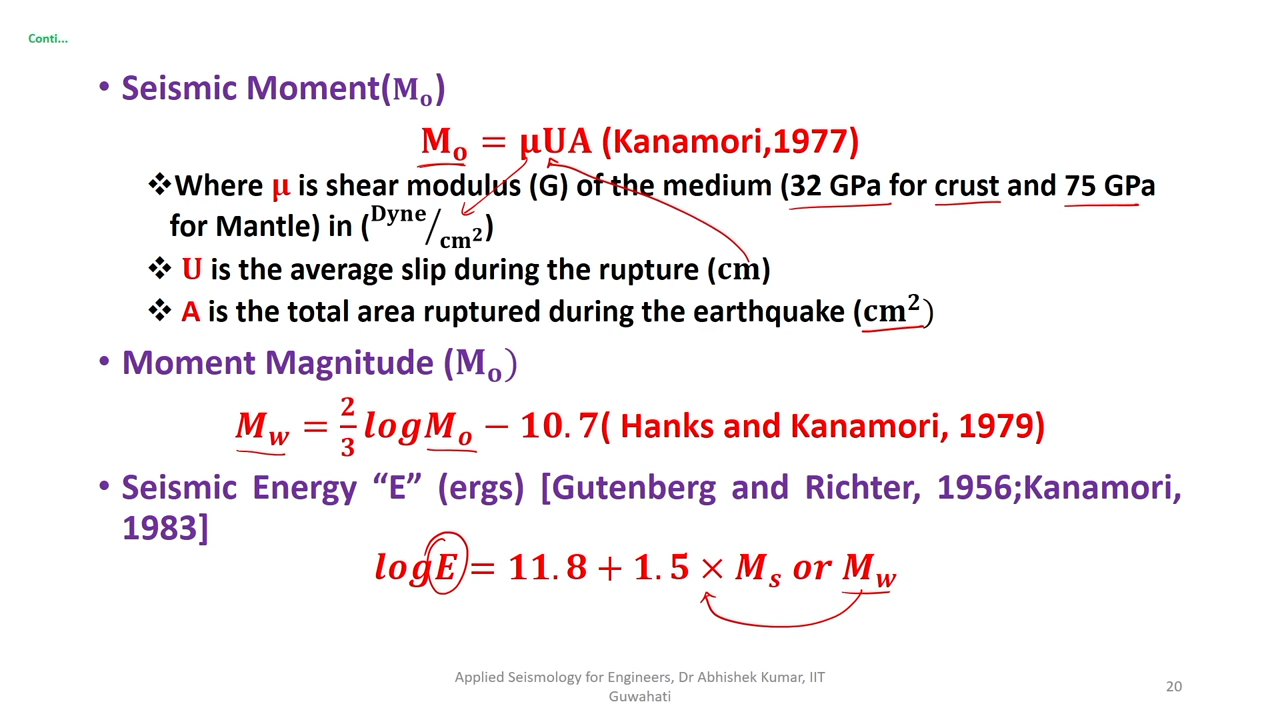 Conti...
• Seismic Moment(Mₒ)
Mₒ = μUA (Kanamori,1977)
❖Where μ is shear modulus (G) of the medium (32 GPa for crust and 75 GPa
for Mantle) in (Dyne/cm²)
❖ U is the average slip during the rupture (cm)
❖ A is the total area ruptured during the earthquake (cm²)
• Moment Magnitude (Mₒ)
M_w = 2/3 logMₒ − 10.7( Hanks and Kanamori, 1979)
• Seismic Energy “E” (ergs) [Gutenberg and Richter, 1956;Kanamori,
1983]
logE = 11.8 + 1.5 × Mₛ or M_w
Applied Seismology for Engineers, Dr Abhishek Kumar, IIT
Guwahati
20